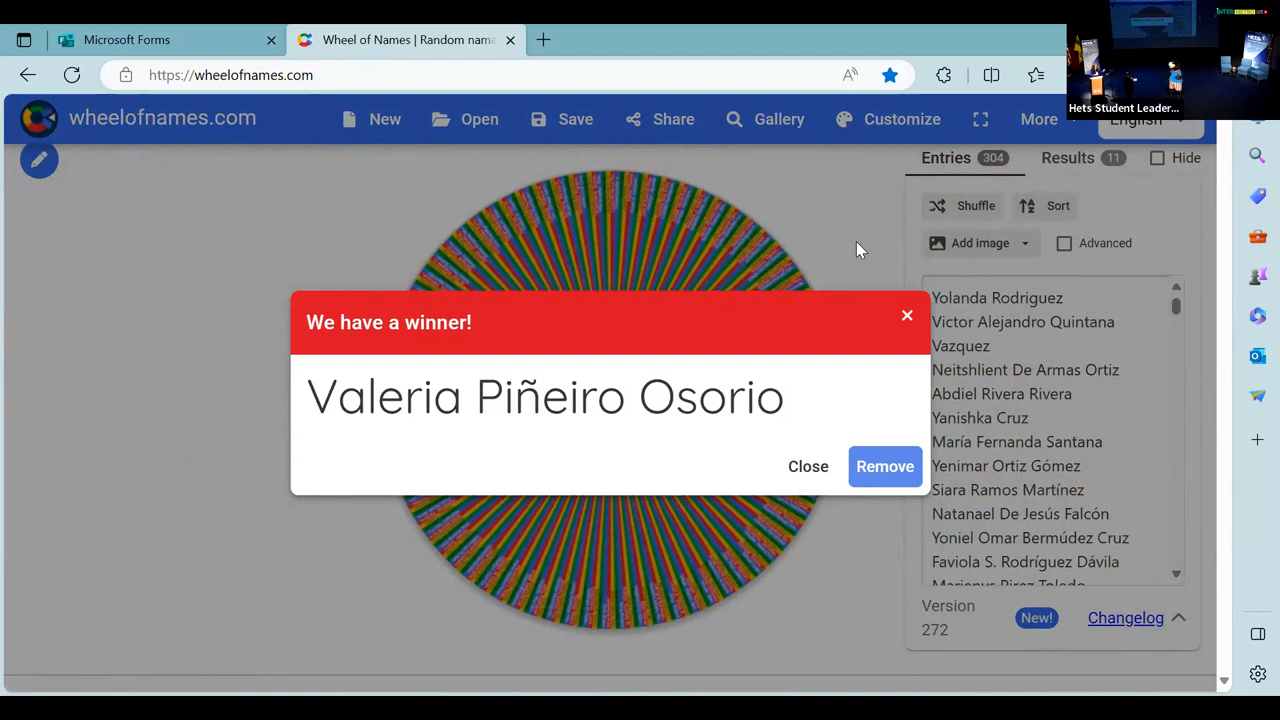 Microsoft Forms
Wheel of Names | Random name
INTER METRO
Hets Student Leader...
https://wheelofnames.com
wheelofnames.com
New
Open
Save
Share
Gallery
Customize
More
English
Entries 304
Results 11
Hide
Shuffle
Sort
Add image
Advanced
We have a winner!
Valeria Piñeiro Osorio
Close
Remove
Yolanda Rodriguez
Victor Alejandro Quintana
Vazquez
Neitshlient De Armas Ortiz
Abdiel Rivera Rivera
Yanishka Cruz
María Fernanda Santana
Yenimar Ortiz Gómez
Siara Ramos Martínez
Natanael De Jesús Falcón
Yoniel Omar Bermúdez Cruz
Faviola S. Rodríguez Dávila
Version
272
New!
Changelog